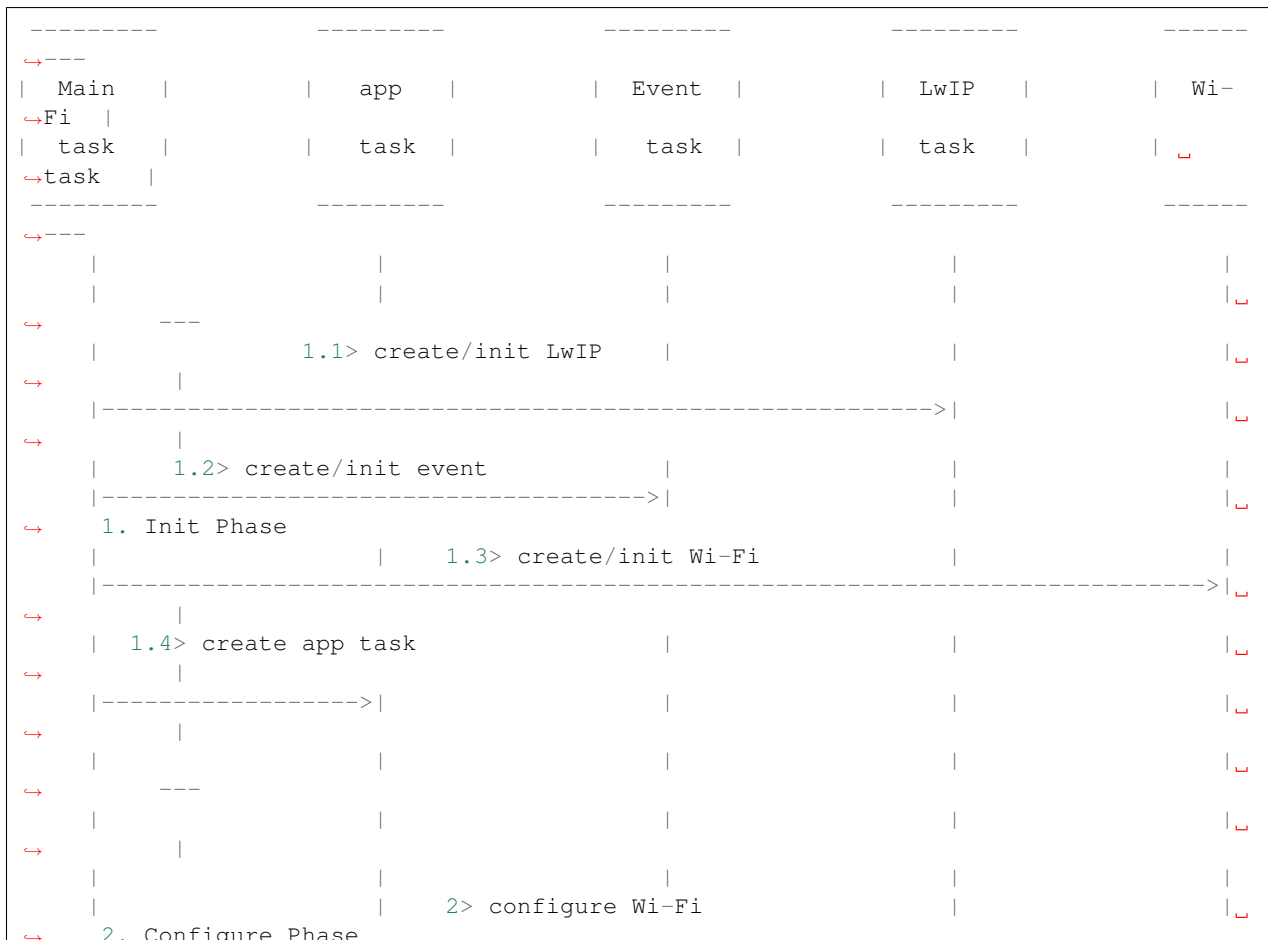 ---------           ---------           ---------           ---------          ------
↪---
|  Main   |         |   app   |         |  Event  |         |  LwIP   |        |  Wi-
↪Fi  |
|  task   |         |   task  |         |   task  |         |  task   |        | ␣
↪task   |
---------           ---------           ---------           ---------          ------
↪---
     |                   |                   |                   |                  |
     |                   |                   |                   |                  |␣
↪        ---
     |              1.1> create/init LwIP    |                   |                  |␣
↪         |
     |---------------------------------------------------------->|                  |␣
↪         |
     |     1.2> create/init event            |                   |                  |
     |-------------------------------------->|                   |                  |␣
↪    1. Init Phase
     |                   |    1.3> create/init Wi-Fi             |                  |
     |----------------------------------------------------------------------------->|␣
↪         |
     |  1.4> create app task                 |                   |                  |␣
↪         |
     |------------------>|                   |                   |                  |␣
↪         |
     |                   |                   |                   |                  |␣
↪        ---
     |                   |                   |                   |                  |␣
↪         |
     |                   |                   |                   |                  |
     |                   |    2> configure Wi-Fi                 |                  |␣
↪    2. Configure Phase